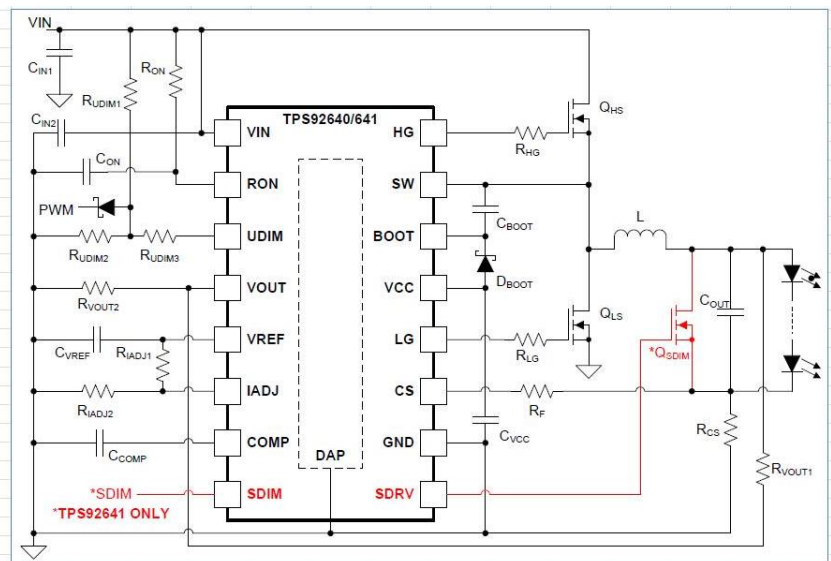 VIN
CIN1
RON
RUDIM1
CIN2
TPS92640/641
VIN
HG
RHG
QHS
CON
RON
SW
CBOOT
PWM
UDIM
BOOT
RUDIM2
RUDIM3
DBOOT
L
VOUT
VCC
RVOUT2
QLS
COUT
VREF
LG
CVREF
RIADJ1
RLG
*QSDIM
IADJ
CS
RIADJ2
RF
COMP
GND
CCOMP
CVCC
RCS
DAP
RVOUT1
*SDIM
SDIM
SDRV
*TPS92641 ONLY